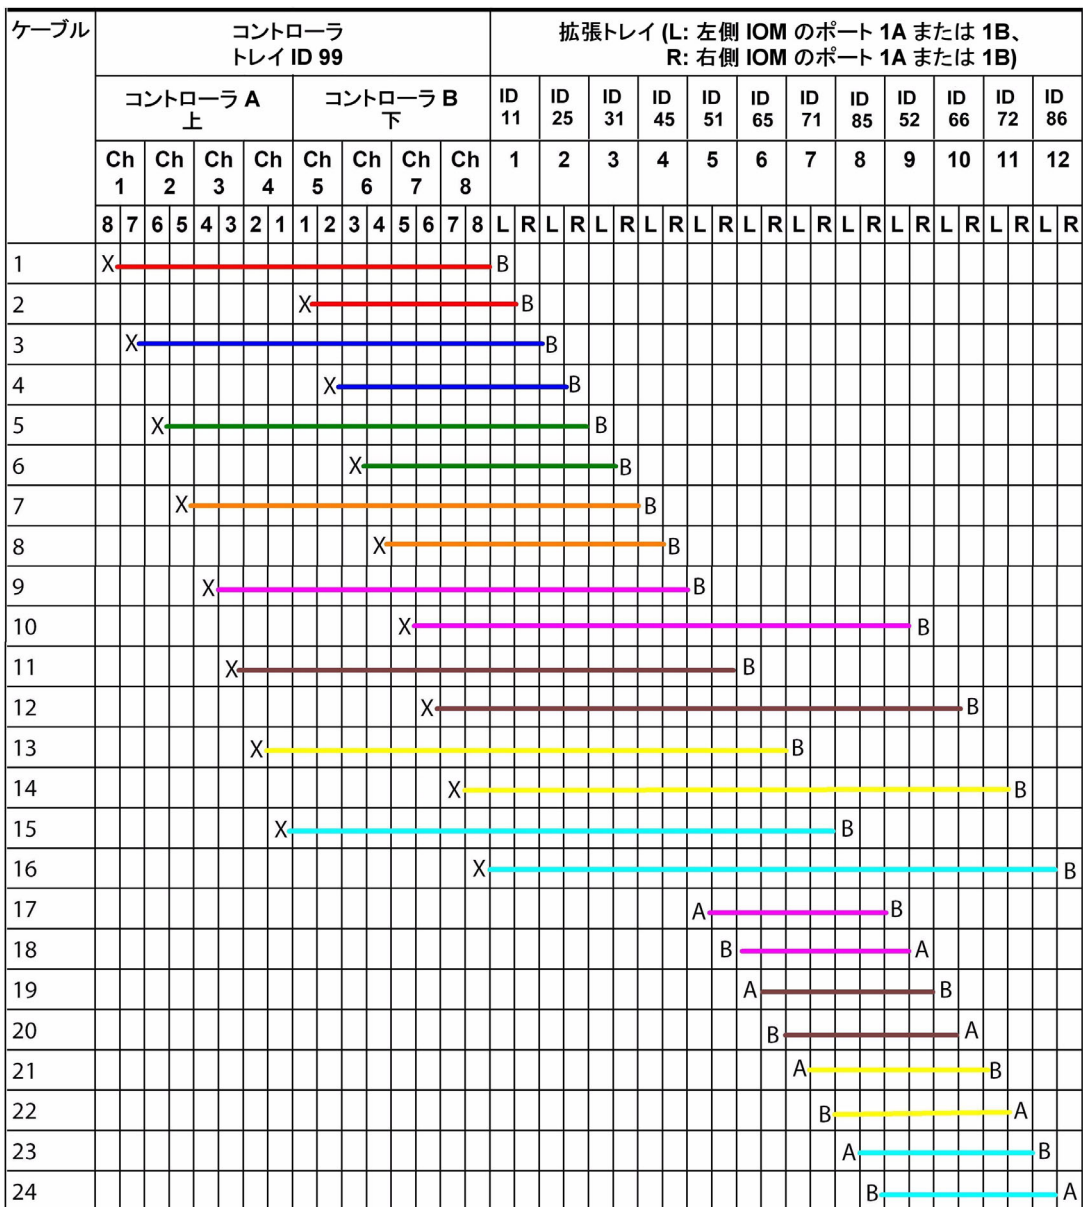 ケーブル
コントローラ
トレイ ID 99
拡張トレイ (L: 左側 IOM のポート 1A または 1B、
R: 右側 IOM のポート 1A または 1B)
コントローラ A
上
コントローラ B
下
ID 11 ID 25 ID 31 ID 45 ID 51 ID 65 ID 71 ID 85 ID 52 ID 66 ID 72 ID 86
Ch 1 Ch 2 Ch 3 Ch 4 Ch 5 Ch 6 Ch 7 Ch 8 1 2 3 4 5 6 7 8 9 10 11 12
8 7 6 5 4 3 2 1 1 2 3 4 5 6 7 8 L R L R L R L R L R L R L R L R L R L R L R L R
1 X B
2 X B
3 X B
4 X B
5 X B
6 X B
7 X B
8 X B
9 X B
10 X B
11 X B
12 X B
13 X B
14 X B
15 X B
16 X B
17 A B
18 B A
19 A B
20 B A
21 A B
22 B A
23 A B
24 B A